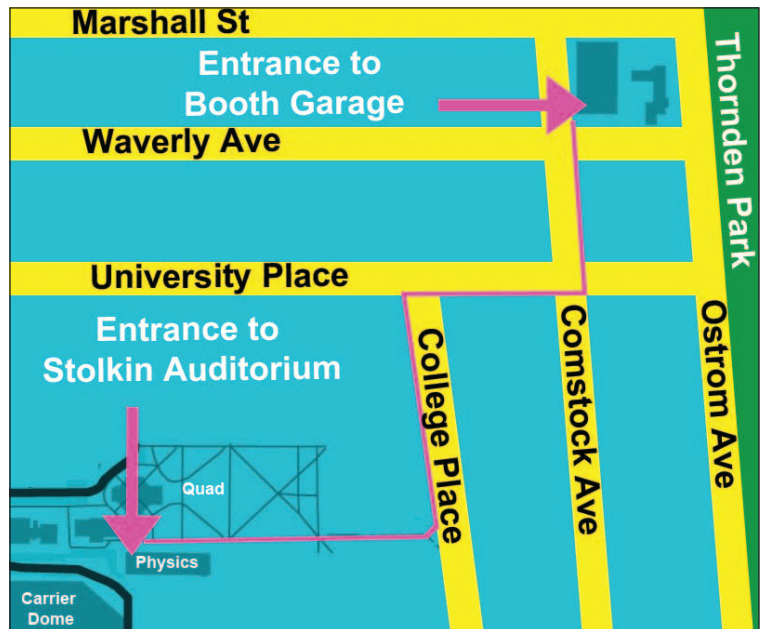 Marshall St
Entrance to
Booth Garage
Waverly Ave
Thornden Park
University Place
Entrance to
Stolkin Auditorium
College Place
Comstock Ave
Ostrom Ave
Quad
Physics
Carrier
Dome